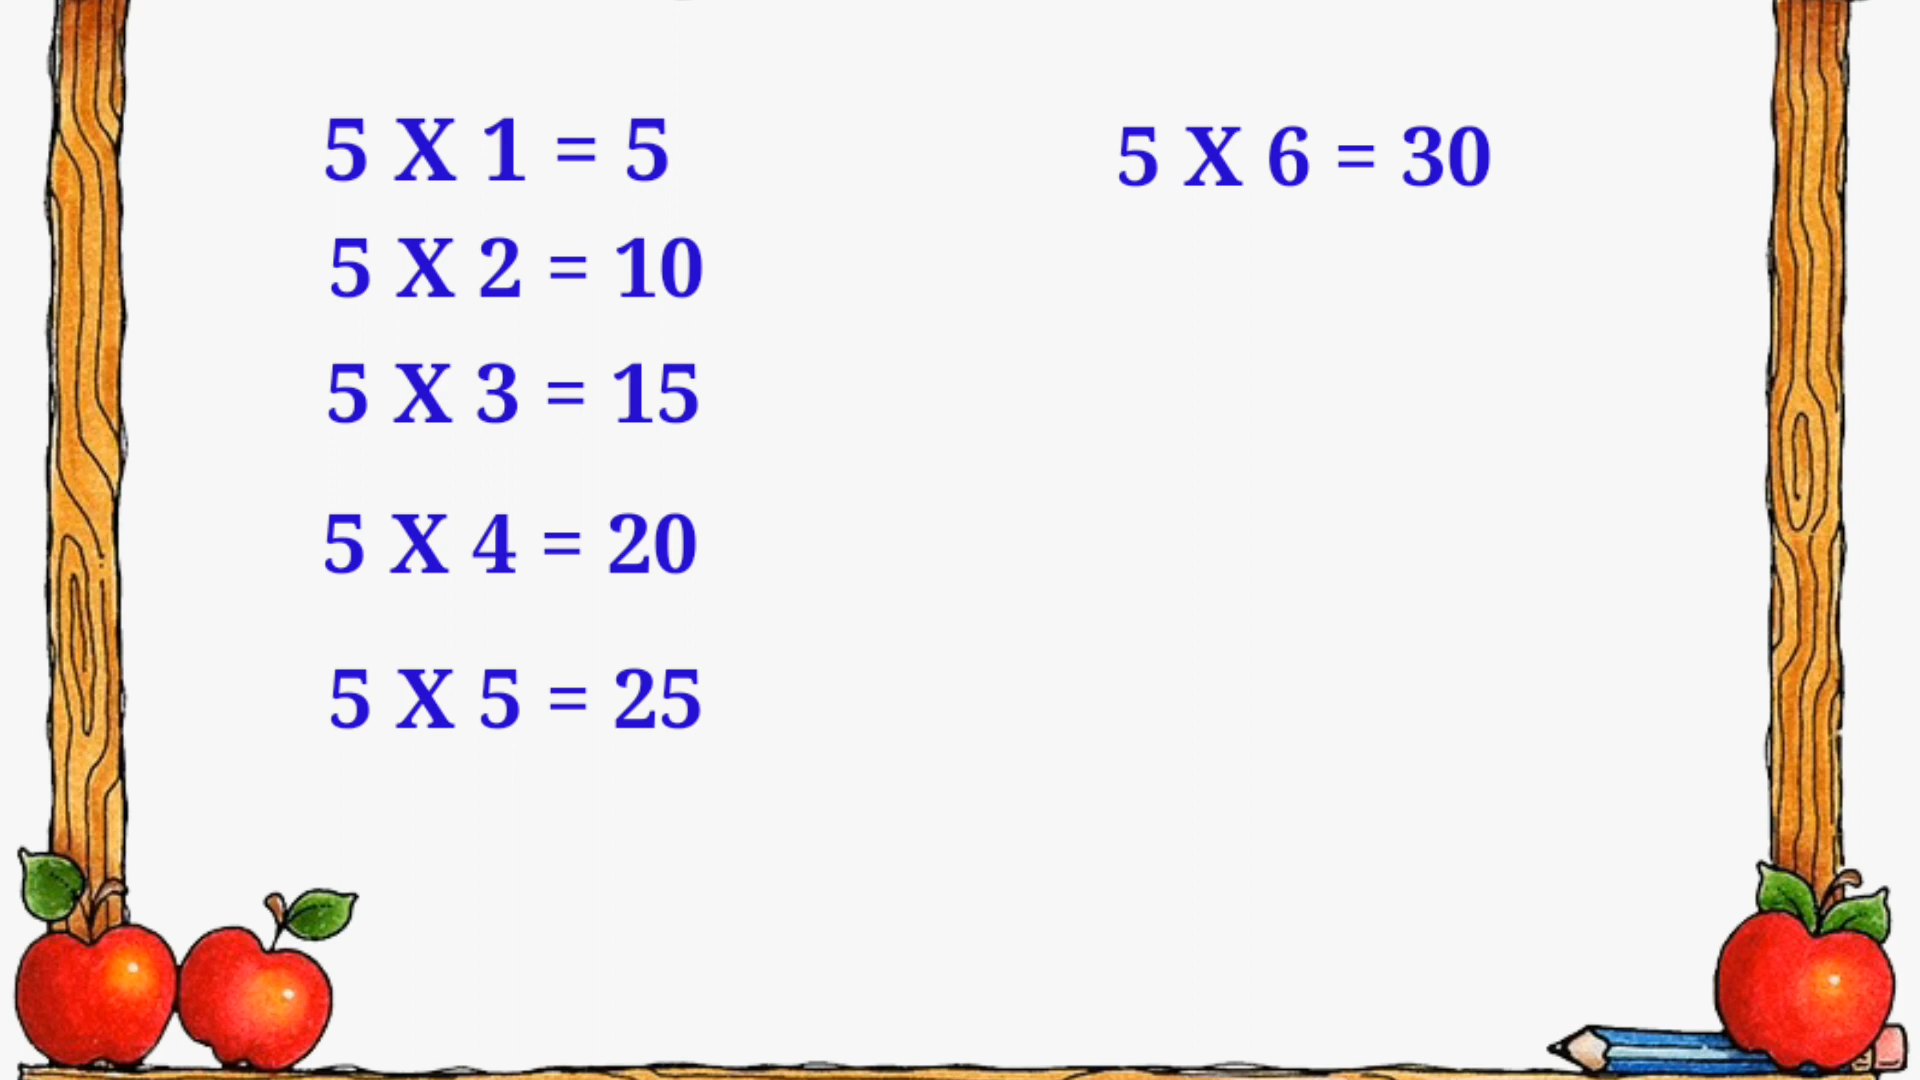 5 X 1 = 5
5 X 2 = 10
5 X 3 = 15
5 X 4 = 20
5 X 5 = 25
5 X 6 = 30